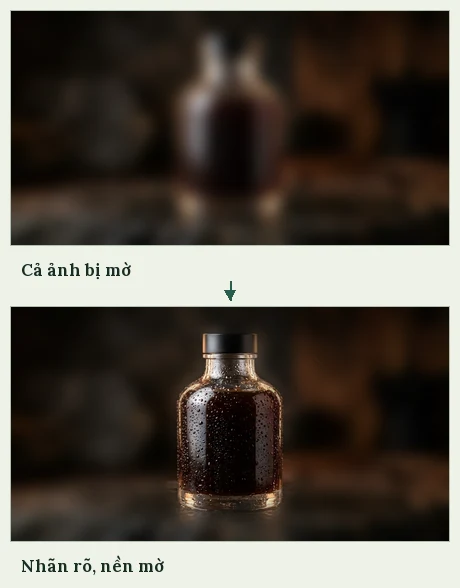 Cả ảnh bị mờ
Nhãn rõ, nền mờ